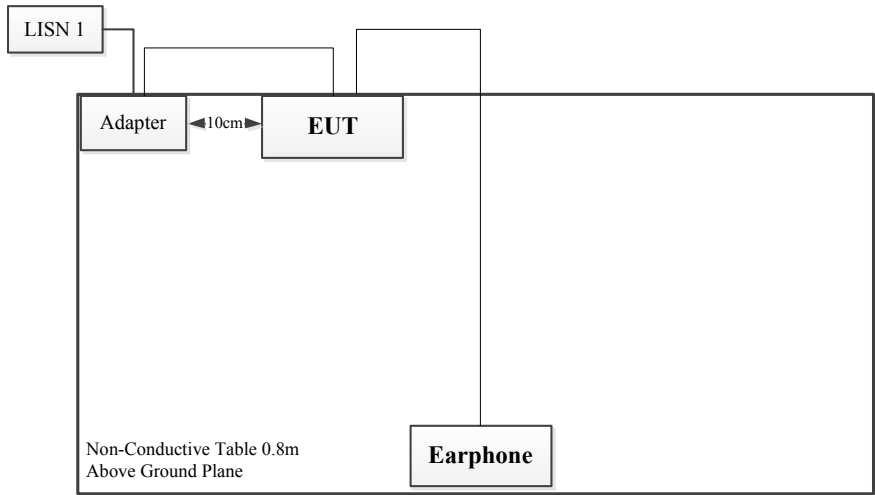 LISN 1
Adapter
10cm
EUT
Non-Conductive Table 0.8m
Above Ground Plane
Earphone